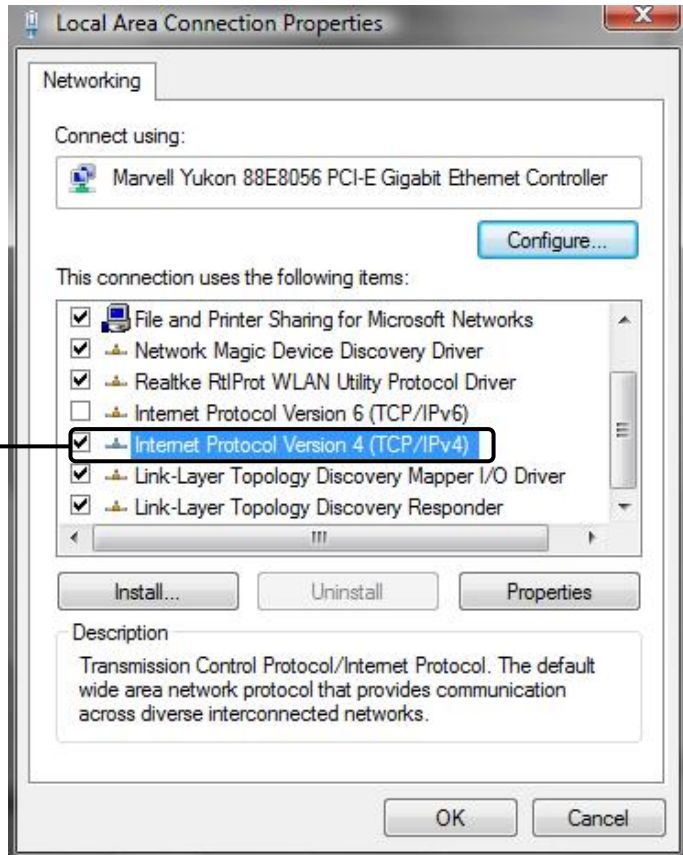 Local Area Connection Properties
Networking
Connect using:
Marvell Yukon 88E8056 PCI-E Gigabit Ethernet Controller
Configure...
This connection uses the following items:
File and Printer Sharing for Microsoft Networks
Network Magic Device Discovery Driver
Realtke RtlProt WLAN Utility Protocol Driver
Internet Protocol Version 6 (TCP/IPv6)
Internet Protocol Version 4 (TCP/IPv4)
Link-Layer Topology Discovery Mapper I/O Driver
Link-Layer Topology Discovery Responder
Install...
Uninstall
Properties
Description
Transmission Control Protocol/Internet Protocol. The default
wide area network protocol that provides communication
across diverse interconnected networks.
OK
Cancel